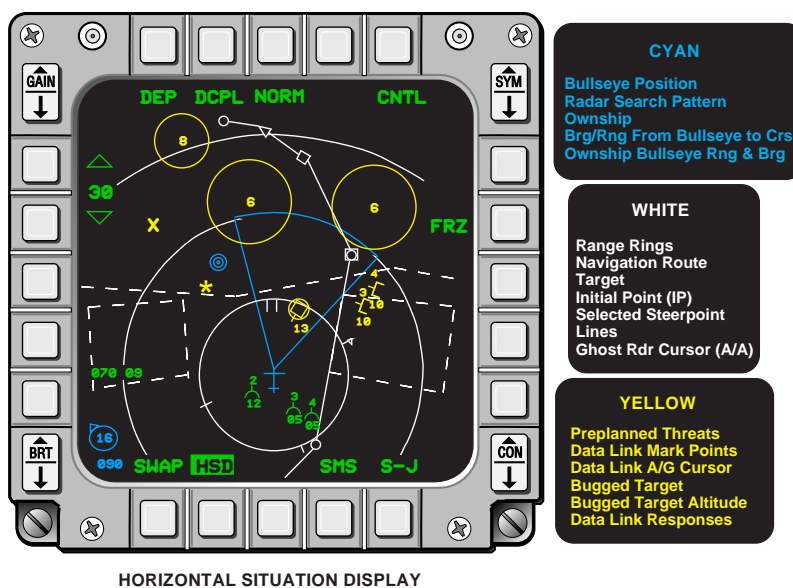 GAIN
SYM
DEP DCPL NORM CNTL
8
30
6
6
X
FRZ
*
4
3
10
13
10
070 09
2
12
3
05
4
09
16
090
BRT
CON
SWAP HSD SMS S-J
HORIZONTAL SITUATION DISPLAY
CYAN
Bullseye Position
Radar Search Pattern
Ownship
Brg/Rng From Bullseye to Crs
Ownship Bullseye Rng & Brg
WHITE
Range Rings
Navigation Route
Target
Initial Point (IP)
Selected Steerpoint
Lines
Ghost Rdr Cursor (A/A)
YELLOW
Preplanned Threats
Data Link Mark Points
Data Link A/G Cursor
Bugged Target
Bugged Target Altitude
Data Link Responses